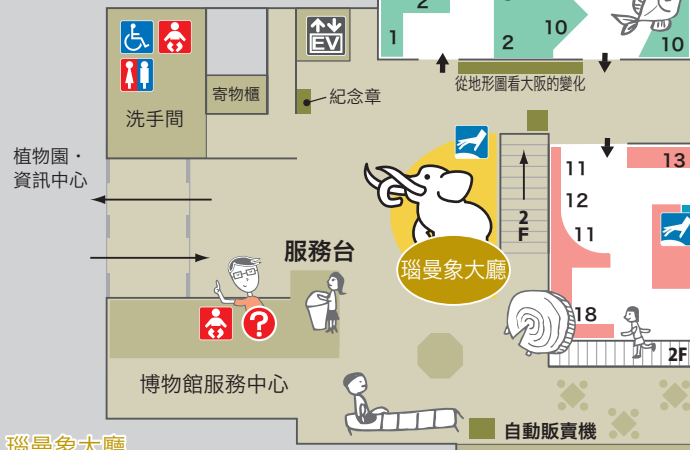 2
1
2
10
10
EV
從地形圖看大阪的變化
寄物櫃
紀念章
洗手間
植物園・
資訊中心
2
F
11
12
11
13
服務台
瑙曼象大廳
?
18
2F
博物館服務中心
自動販賣機
瑙曼象大廳